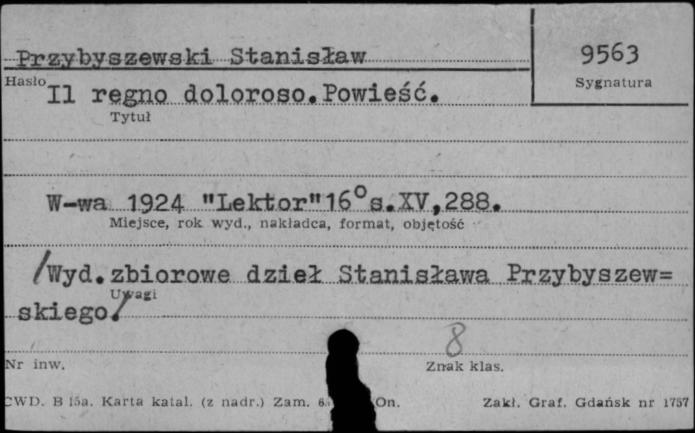 Przybyszewski Stanisław
9563
Hasło
Sygnatura
Il regno doloroso.Powieść.
Tytuł
W-wa 1924 "Lektor"16°s.XV,288.
Miejsce, rok wyd., nakładca, format, objętość
/Wyd.zbiorowe dzieł Stanisława Przybyszew=
Uwagi
skiego/
8
Nr inw.
Znak klas.
CWD. B 15a. Karta katal. (z nadr.) Zam. On. Zakł. Graf. Gdańsk nr 1757